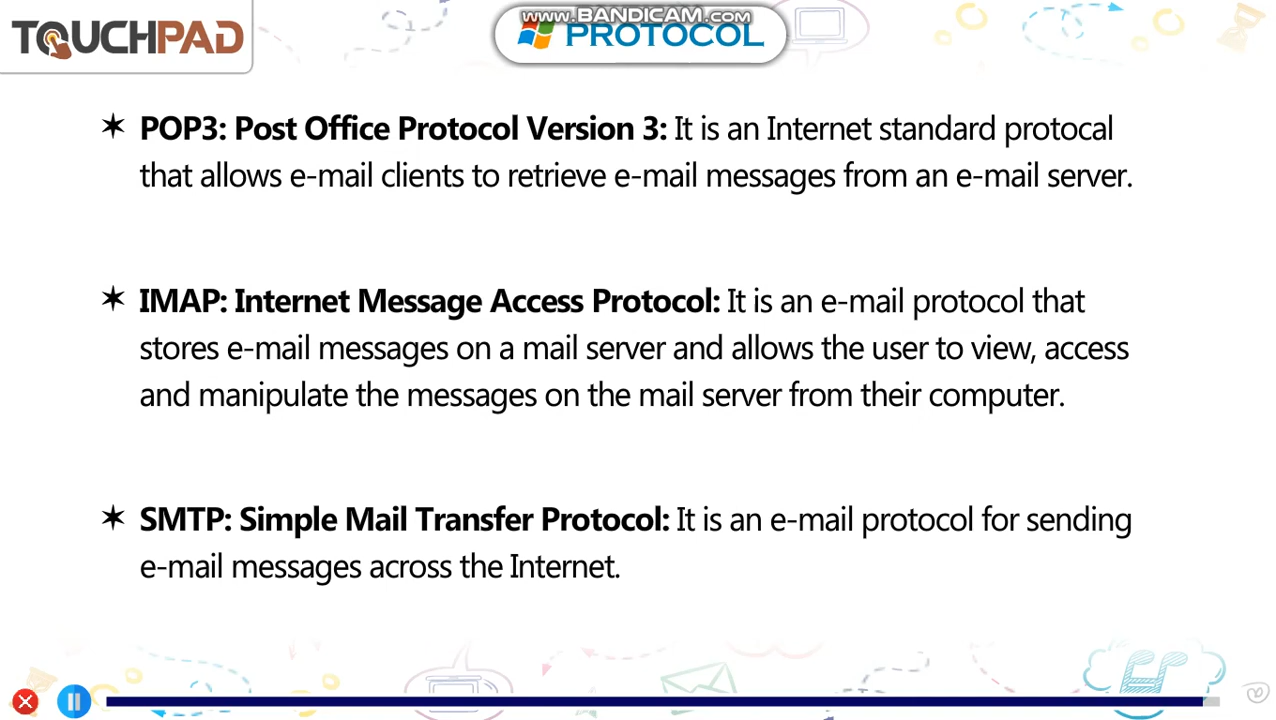 TOUCHPAD
www.BANDICAM.com
PROTOCOL
✶ POP3: Post Office Protocol Version 3: It is an Internet standard protocal
that allows e-mail clients to retrieve e-mail messages from an e-mail server.
✶ IMAP: Internet Message Access Protocol: It is an e-mail protocol that
stores e-mail messages on a mail server and allows the user to view, access
and manipulate the messages on the mail server from their computer.
✶ SMTP: Simple Mail Transfer Protocol: It is an e-mail protocol for sending
e-mail messages across the Internet.